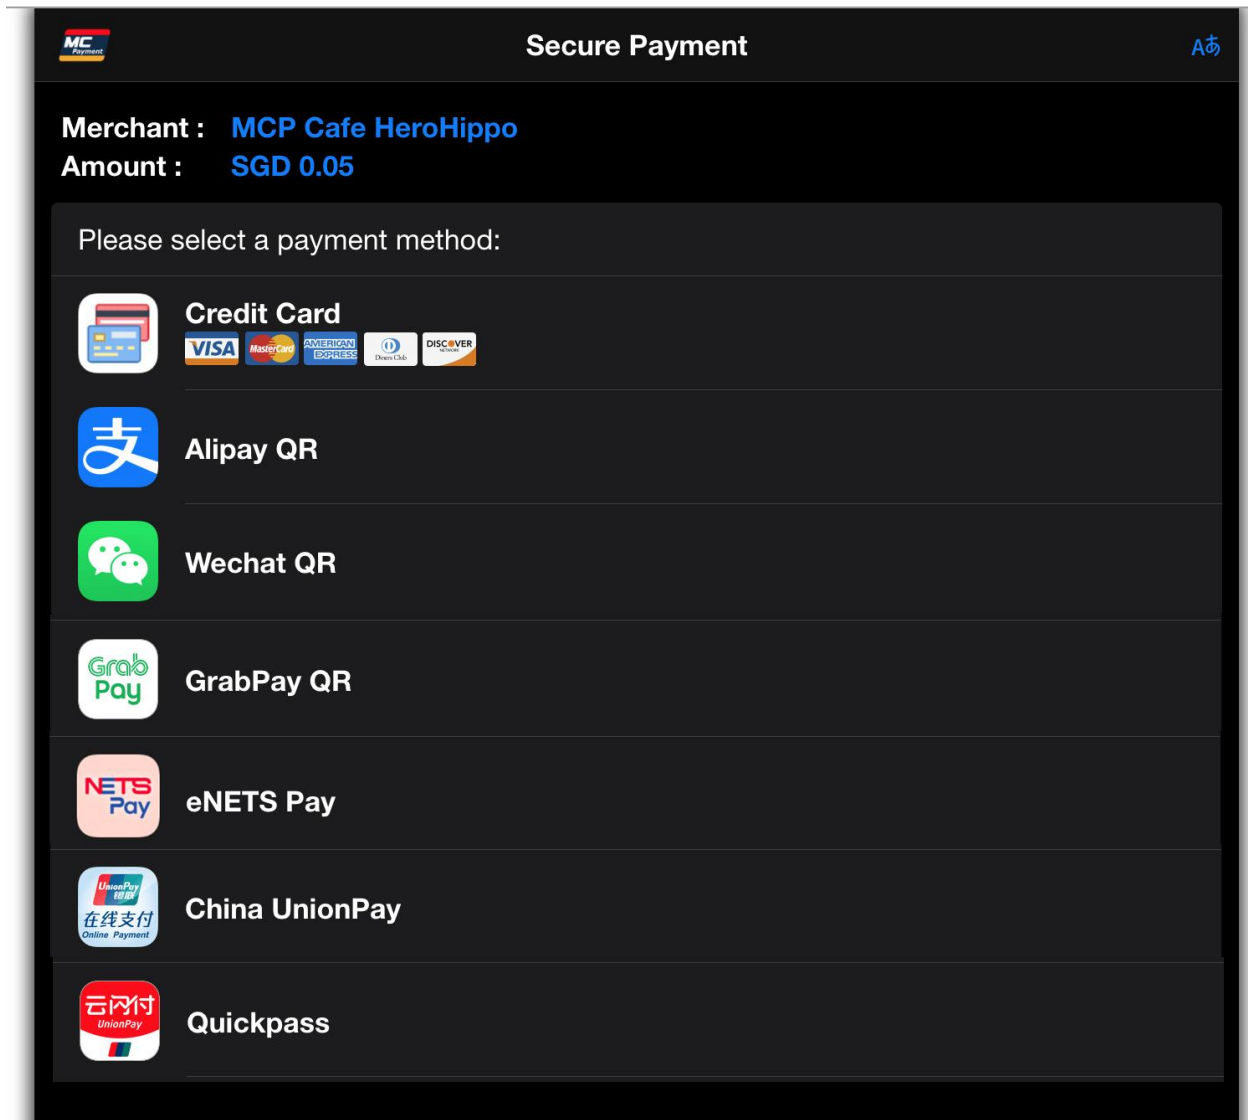 MC
Payment
Secure Payment
Aあ
Merchant : MCP Cafe HeroHippo
Amount : SGD 0.05
Please select a payment method:
Credit Card
VISA MasterCard AMERICAN EXPRESS Diners Club DISCOVER NETWORK
支
Alipay QR
Wechat QR
Grab
Pay
GrabPay QR
NETS
Pay
eNETS Pay
UnionPay
银联
在线支付
Online Payment
China UnionPay
云闪付
UnionPay
Quickpass